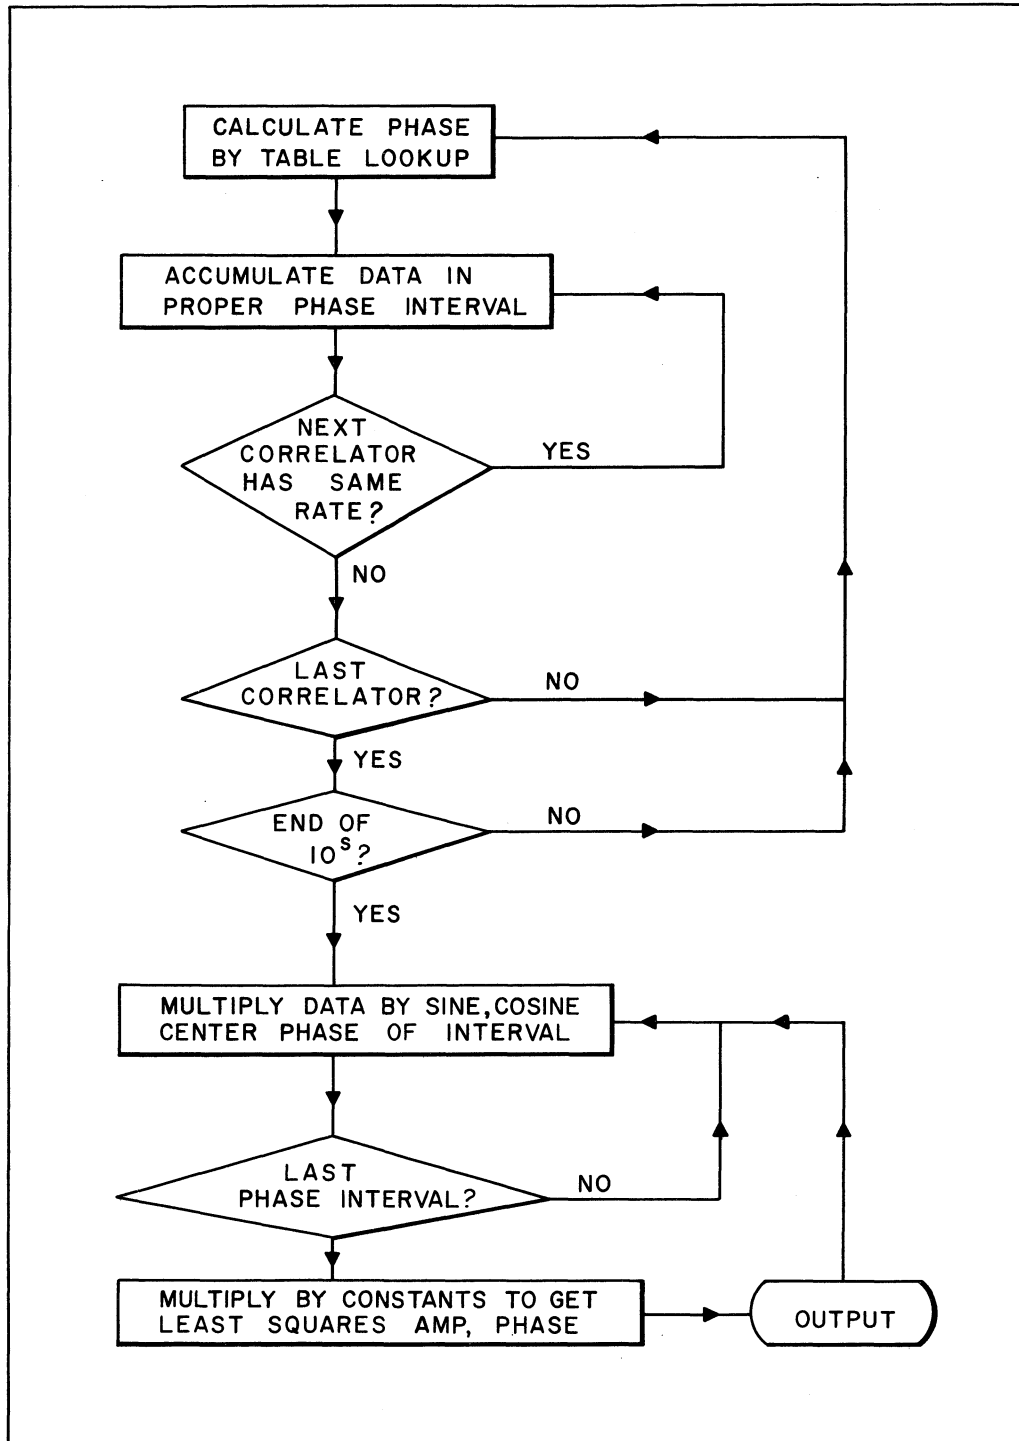 CALCULATE PHASE
BY TABLE LOOKUP
ACCUMULATE DATA IN
PROPER PHASE INTERVAL
NEXT
CORRELATOR
HAS SAME
RATE?
YES
NO
LAST
CORRELATOR?
NO
YES
END OF
10ˢ?
NO
YES
MULTIPLY DATA BY SINE, COSINE
CENTER PHASE OF INTERVAL
LAST
PHASE INTERVAL?
NO
MULTIPLY BY CONSTANTS TO GET
LEAST SQUARES AMP, PHASE
OUTPUT